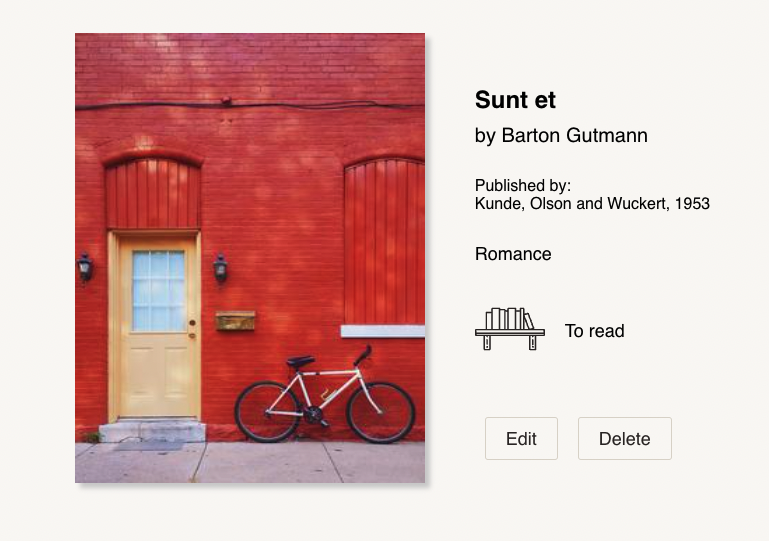 Sunt et
by Barton Gutmann
Published by:
Kunde, Olson and Wuckert, 1953
Romance
To read
Edit
Delete